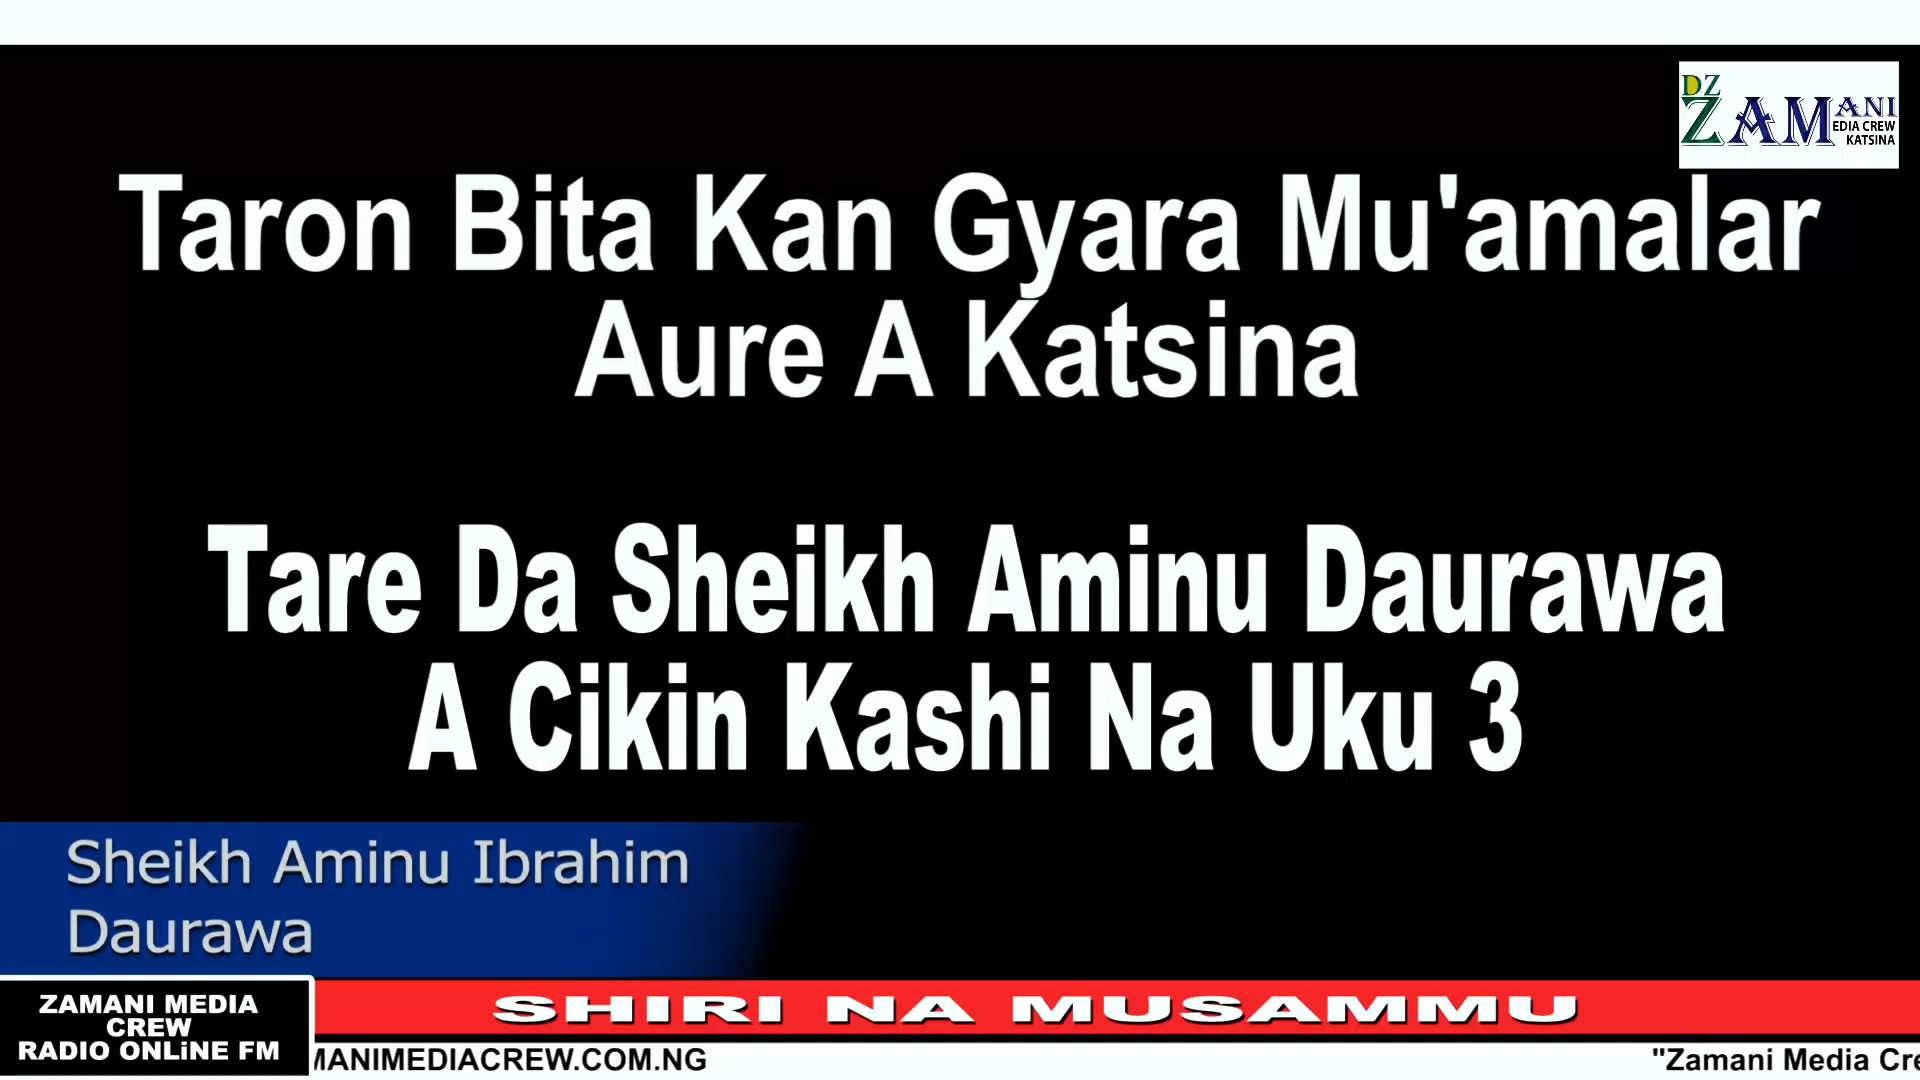 DZ
ZAMANI
EDIA CREW
KATSINA
Taron Bita Kan Gyara Mu'amalar
Aure A Katsina
Tare Da Sheikh Aminu Daurawa
A Cikin Kashi Na Uku 3
Sheikh Aminu Ibrahim
Daurawa
ZAMANI MEDIA
CREW
RADIO ONLiNE FM
SHIRI NA MUSAMMU
MANIMEDIACREW.COM.NG
"Zamani Media Cre